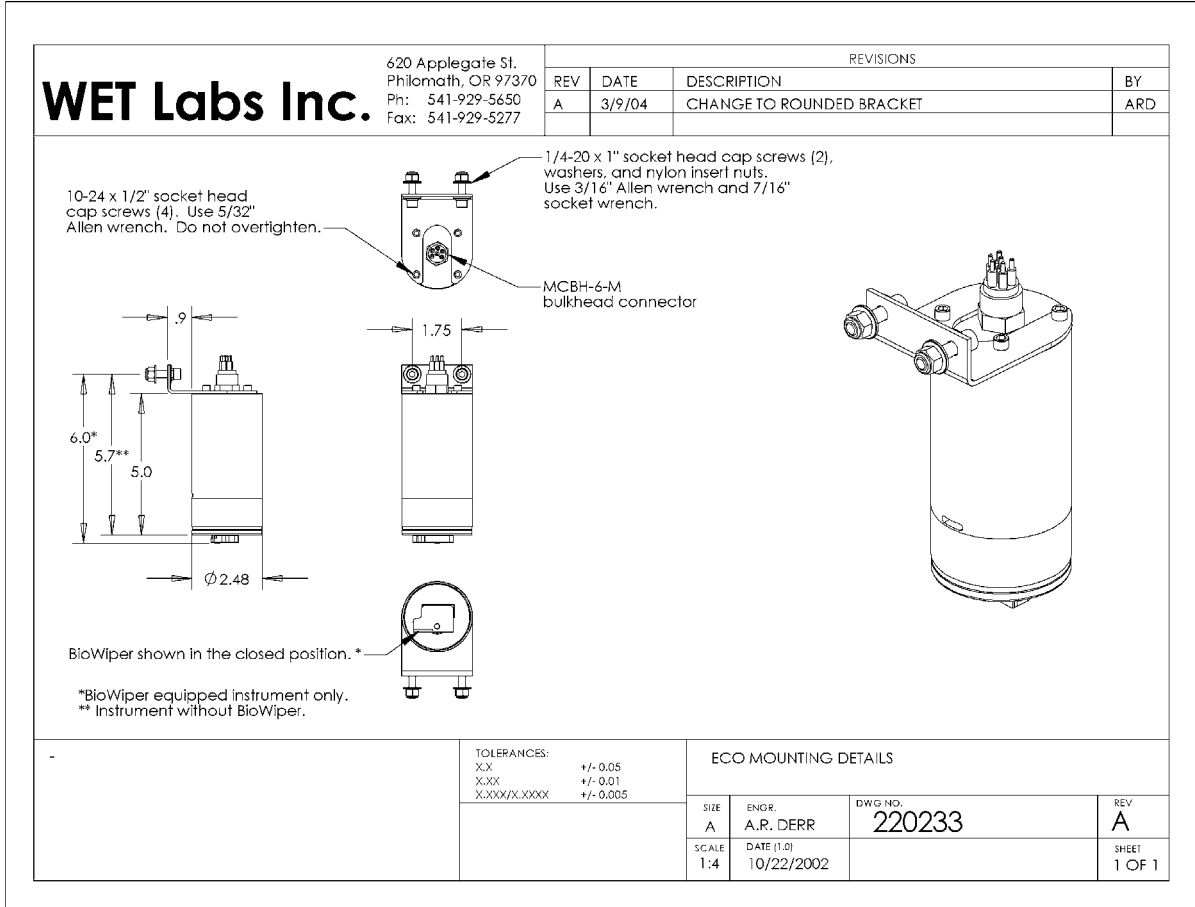 WET Labs Inc.
620 Applegate St.
Philomath, OR 97370
Ph: 541-929-5650
Fax: 541-929-5277
REVISIONS
REV DATE DESCRIPTION BY
A 3/9/04 CHANGE TO ROUNDED BRACKET ARD
1/4-20 x 1" socket head cap screws (2),
washers, and nylon insert nuts.
Use 3/16" Allen wrench and 7/16"
socket wrench.
10-24 x 1/2" socket head
cap screws (4). Use 5/32"
Allen wrench. Do not overtighten.
MCBH-6-M
bulkhead connector
.9
1.75
6.0*
5.7**
5.0
Ø2.48
BioWiper shown in the closed position. *
*BioWiper equipped instrument only.
** Instrument without BioWiper.
-
TOLERANCES:
X.X +/- 0.05
X.XX +/- 0.01
X.XXX/X.XXXX +/- 0.005
ECO MOUNTING DETAILS
SIZE
A
ENGR.
A.R. DERR
DWG NO.
220233
REV
A
SCALE
1:4
DATE (1.0)
10/22/2002
SHEET
1 OF 1